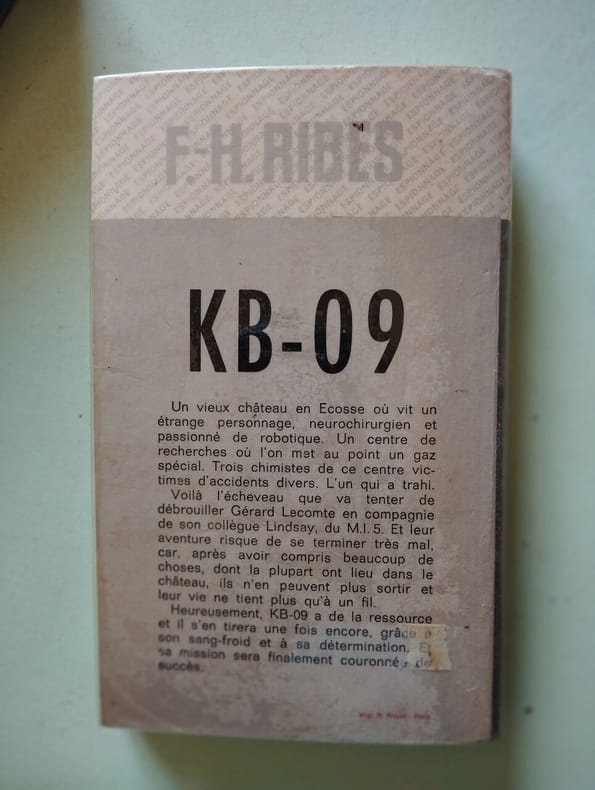 F.-H. RIBES
KB-09
Un vieux château en Ecosse où vit un
étrange personnage, neurochirurgien et
passionné de robotique. Un centre de
recherches où l'on met au point un gaz
spécial. Trois chimistes de ce centre vic-
times d'accidents divers. L'un qui a trahi.
Voilà l'écheveau que va tenter de
débrouiller Gérard Lecomte en compagnie
de son collègue Lindsay, du M.I. 5. Et leur
aventure risque de se terminer très mal,
car, après avoir compris beaucoup de
choses, dont la plupart ont lieu dans le
château, ils n'en peuvent plus sortir et
leur vie ne tient plus qu'à un fil.
Heureusement, KB-09 a de la ressource
et il s'en tirera une fois encore, grâce à
son sang-froid et à sa détermination. Et
sa mission sera finalement couronnée de
succès.
Imp. R. Royer - Paris
ESPIONNAGE